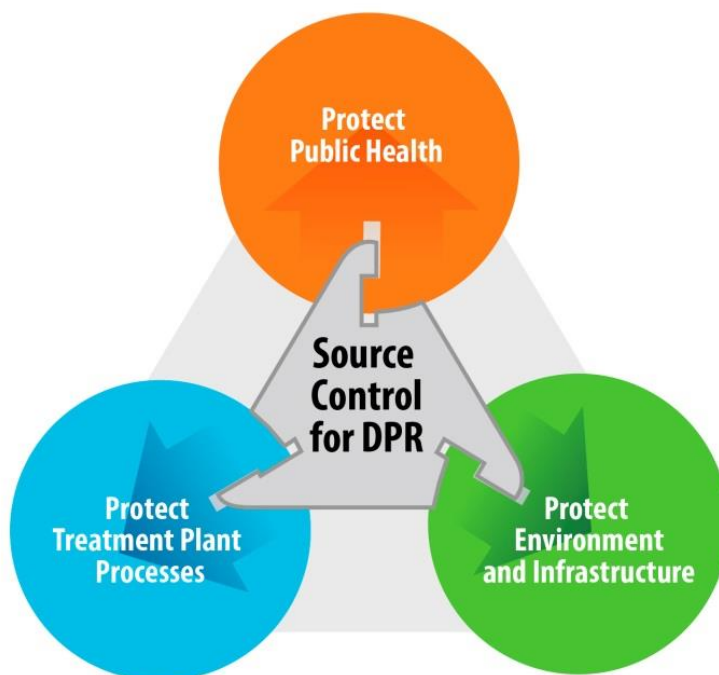 Protect
Public Health
Source
Control
for DPR
Protect
Treatment Plant
Processes
Protect
Environment
and Infrastructure